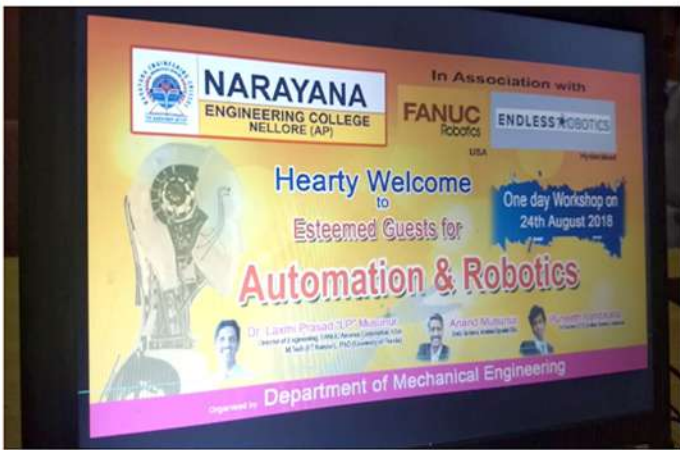 NARAYANA
ENGINEERING COLLEGE
NELLORE (AP)
In Association with
FANUC
Robotics
USA
ENDLESS ROBOTICS
Hyderabad
Hearty Welcome
to
Esteemed Guests for
One day Workshop on
24th August 2018
Automation & Robotics
Dr. Laxmi Prasad "LP" Musunur
Anand Musunur
Organised by Department of Mechanical Engineering